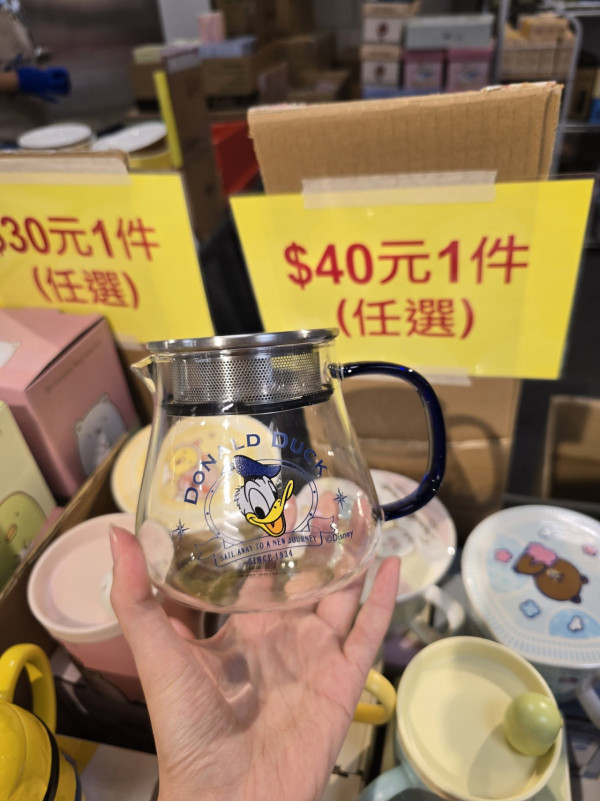 $30元1件
(任選)
$40元1件
(任選)
DONALD DUCK
SAIL AWAY TO A NEW JOURNEY
©Disney
SINCE 1934